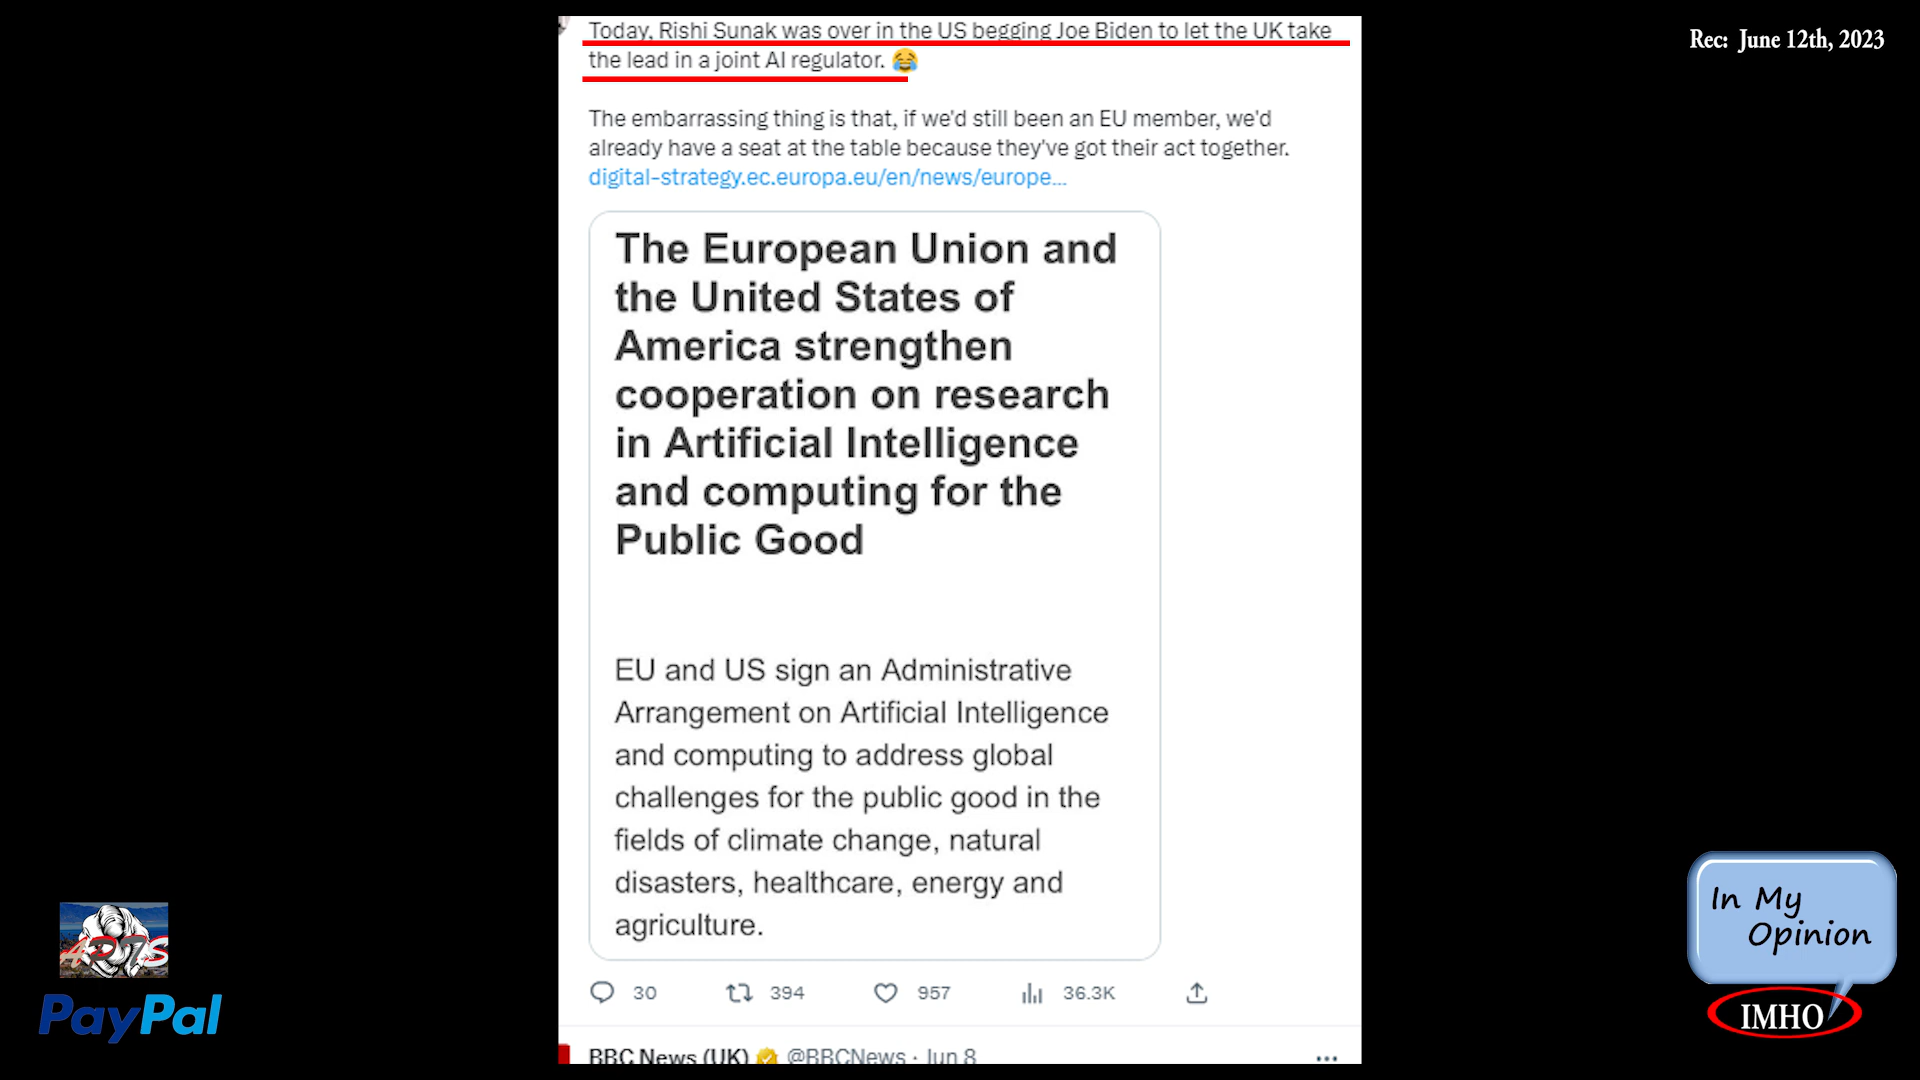 Today, Rishi Sunak was over in the US begging Joe Biden to let the UK take
the lead in a joint AI regulator. 😂
The embarrassing thing is that, if we'd still been an EU member, we'd
already have a seat at the table because they've got their act together.
digital-strategy.ec.europa.eu/en/news/europe...
The European Union and
the United States of
America strengthen
cooperation on research
in Artificial Intelligence
and computing for the
Public Good
EU and US sign an Administrative
Arrangement on Artificial Intelligence
and computing to address global
challenges for the public good in the
fields of climate change, natural
disasters, healthcare, energy and
agriculture.
30 394 957 36.3K
BBC News (UK) @BBCNews · Jun 8
Rec: June 12th, 2023
PayPal
In My
Opinion
IMHO